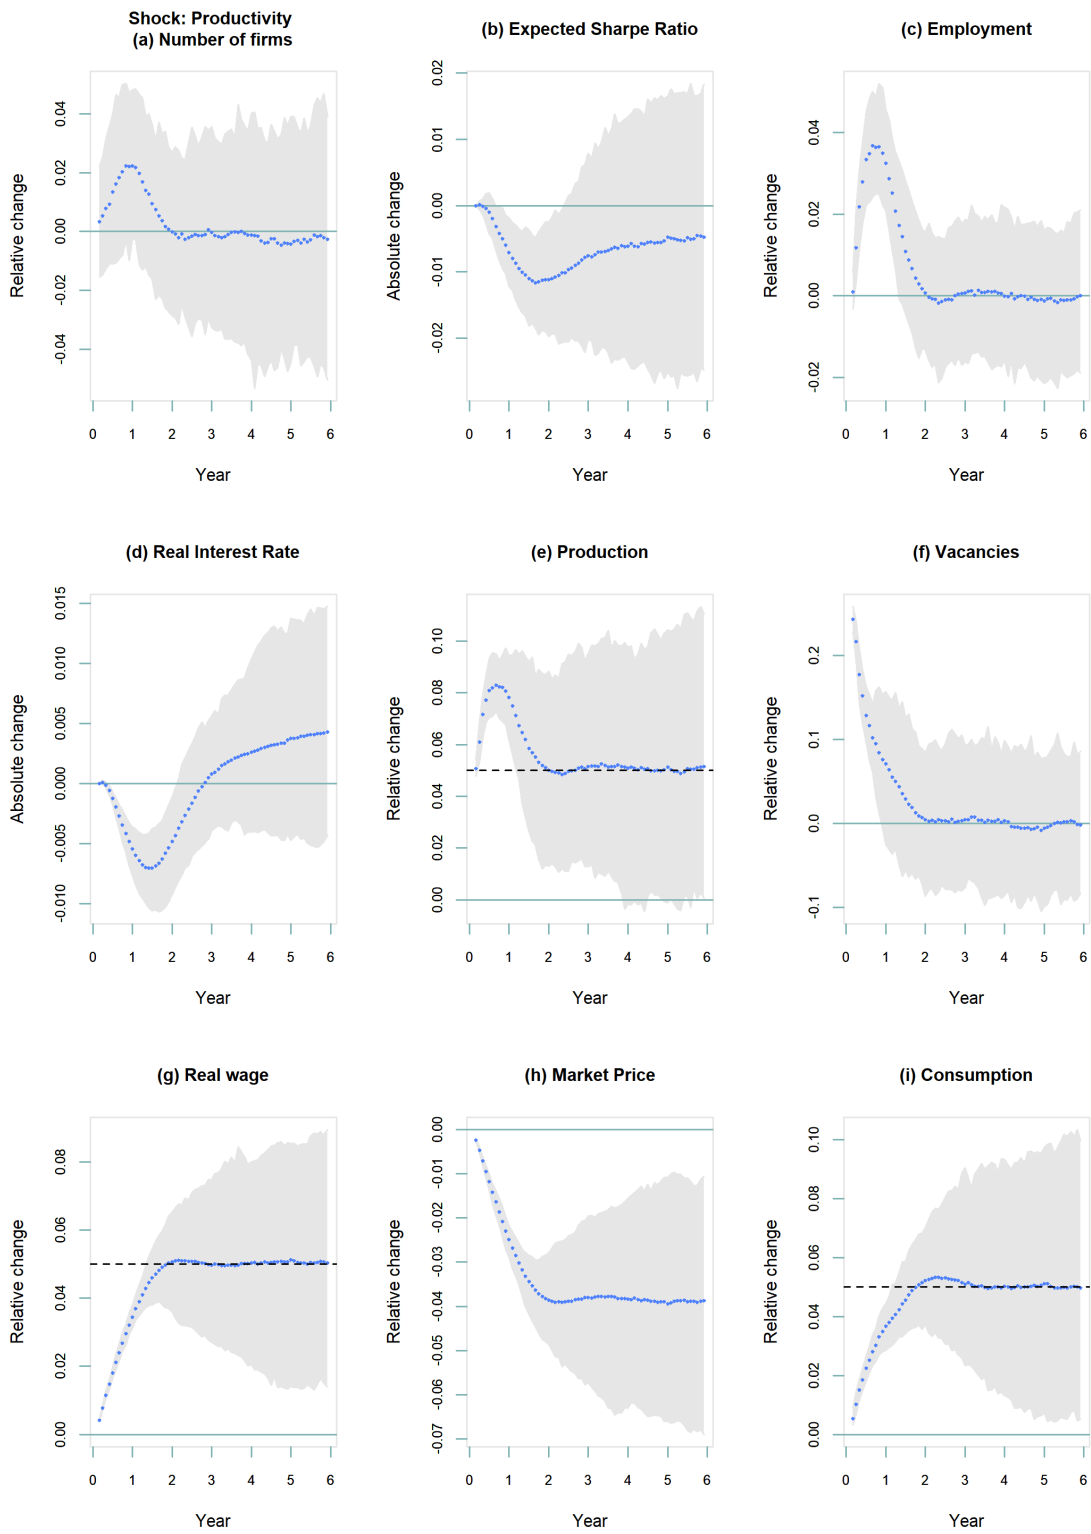 Shock: Productivity
(a) Number of firms
Relative change
0.04
0.02
0.00
-0.02
-0.04
0 1 2 3 4 5 6
Year
(b) Expected Sharpe Ratio
Absolute change
0.02
0.01
0.00
-0.01
-0.02
0 1 2 3 4 5 6
Year
(c) Employment
Relative change
0.04
0.02
0.00
-0.02
0 1 2 3 4 5 6
Year
(d) Real Interest Rate
Absolute change
0.015
0.010
0.005
0.000
-0.005
-0.010
0 1 2 3 4 5 6
Year
(e) Production
Relative change
0.10
0.08
0.06
0.04
0.02
0.00
0 1 2 3 4 5 6
Year
(f) Vacancies
Relative change
0.2
0.1
0.0
-0.1
0 1 2 3 4 5 6
Year
(g) Real wage
Relative change
0.08
0.06
0.04
0.02
0.00
0 1 2 3 4 5 6
Year
(h) Market Price
Relative change
0.00
-0.01
-0.02
-0.03
-0.04
-0.05
-0.06
-0.07
0 1 2 3 4 5 6
Year
(i) Consumption
Relative change
0.10
0.08
0.06
0.04
0.02
0.00
0 1 2 3 4 5 6
Year